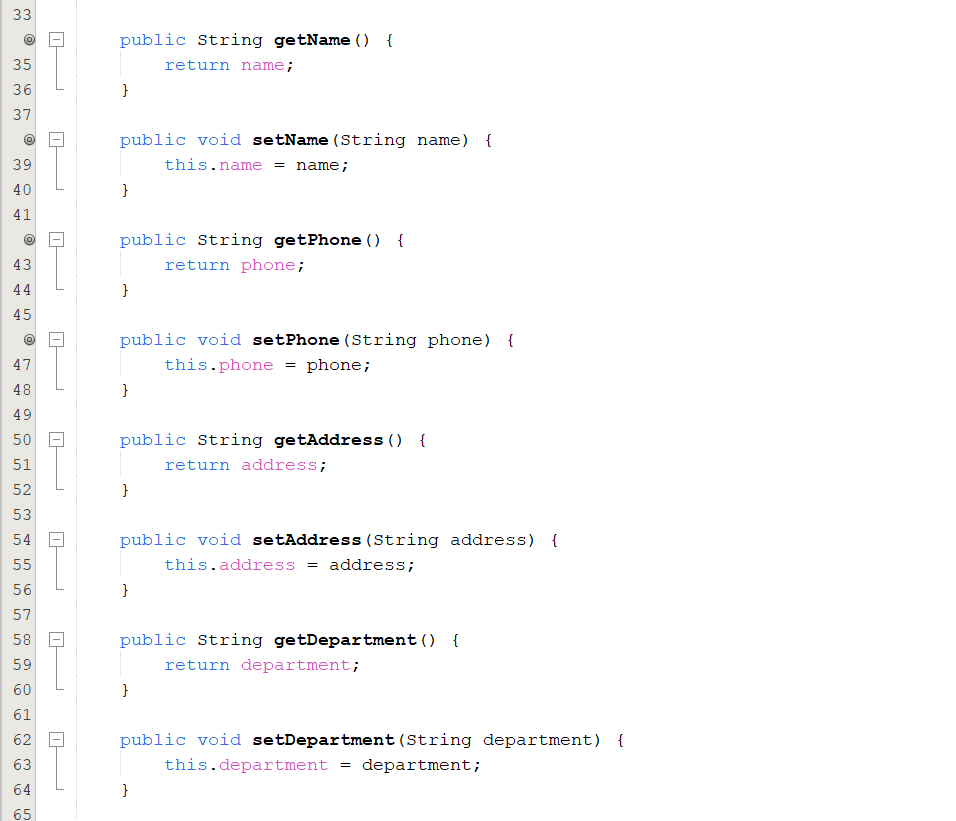 33
public String getName() {
35 return name;
36 }
37
public void setName(String name) {
39 this.name = name;
40 }
41
public String getPhone() {
43 return phone;
44 }
45
public void setPhone(String phone) {
47 this.phone = phone;
48 }
49
50 public String getAddress() {
51 return address;
52 }
53
54 public void setAddress(String address) {
55 this.address = address;
56 }
57
58 public String getDepartment() {
59 return department;
60 }
61
62 public void setDepartment(String department) {
63 this.department = department;
64 }
65